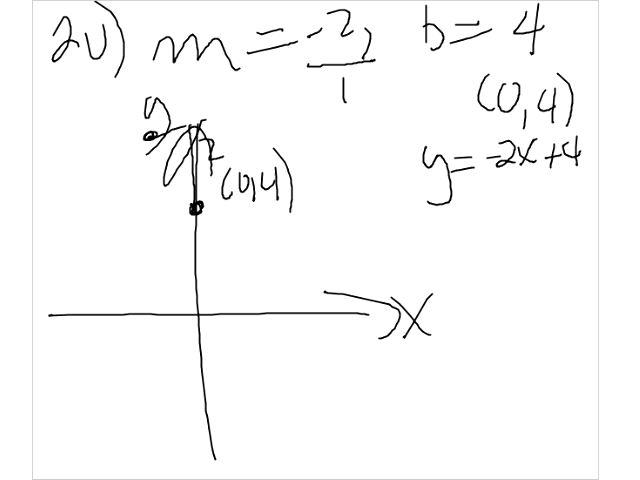 20) m = -2/1 b = 4
(0,4)
y = -2x + 4
y
(0,4)
x